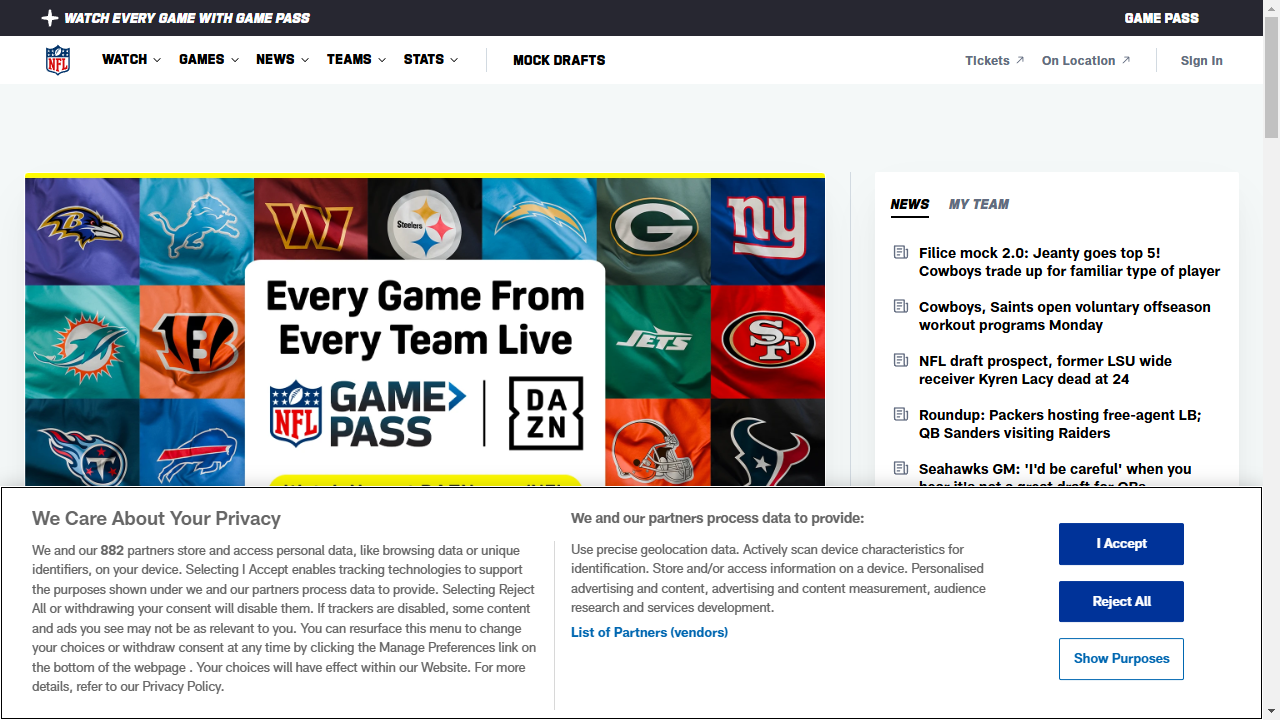 WATCH EVERY GAME WITH GAME PASS
GAME PASS
NFL
WATCH
GAMES
NEWS
TEAMS
STATS
MOCK DRAFTS
Tickets
On Location
Sign In
Steelers
G
ny
Every Game From
Every Team Live
JETS
SF
NFL GAME PASS
DAZN
NEWS
MY TEAM
Filice mock 2.0: Jeanty goes top 5!
Cowboys trade up for familiar type of player
Cowboys, Saints open voluntary offseason
workout programs Monday
NFL draft prospect, former LSU wide
receiver Kyren Lacy dead at 24
Roundup: Packers hosting free-agent LB;
QB Sanders visiting Raiders
Seahawks GM: 'I'd be careful' when you
hear it's not a great draft for QBs
We Care About Your Privacy
We and our 882 partners store and access personal data, like browsing data or unique
identifiers, on your device. Selecting I Accept enables tracking technologies to support
the purposes shown under we and our partners process data to provide. Selecting Reject
All or withdrawing your consent will disable them. If trackers are disabled, some content
and ads you see may not be as relevant to you. You can resurface this menu to change
your choices or withdraw consent at any time by clicking the Manage Preferences link on
the bottom of the webpage . Your choices will have effect within our Website. For more
details, refer to our Privacy Policy.
We and our partners process data to provide:
Use precise geolocation data. Actively scan device characteristics for
identification. Store and/or access information on a device. Personalised
advertising and content, advertising and content measurement, audience
research and services development.
List of Partners (vendors)
I Accept
Reject All
Show Purposes